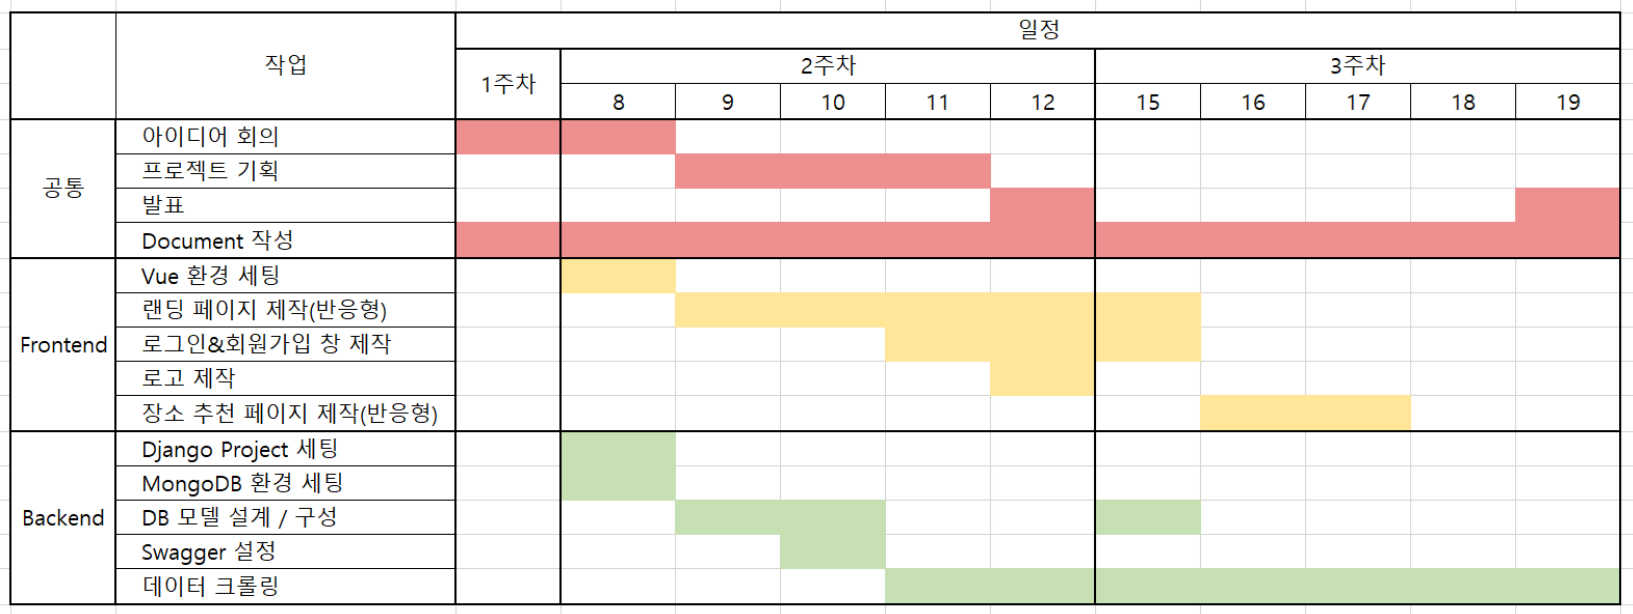 일정
작업
1주차 2주차 3주차
8 9 10 11 12 15 16 17 18 19
공통
아이디어 회의
프로젝트 기획
발표
Document 작성
Frontend
Vue 환경 세팅
랜딩 페이지 제작(반응형)
로그인&회원가입 창 제작
로고 제작
장소 추천 페이지 제작(반응형)
Backend
Django Project 세팅
MongoDB 환경 세팅
DB 모델 설계 / 구성
Swagger 설정
데이터 크롤링